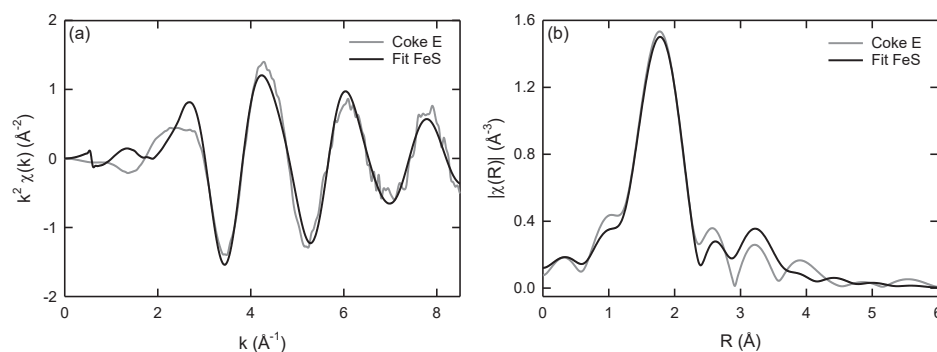 (a)
Coke E
Fit FeS
2
1
0
-1
-2
0
2
4
6
8
k (Å⁻¹)
k² χ(k) (Å⁻²)
(b)
Coke E
Fit FeS
1.6
1.2
0.8
0.4
0.0
0
1
2
3
4
5
6
R (Å)
|χ(R)| (Å⁻³)